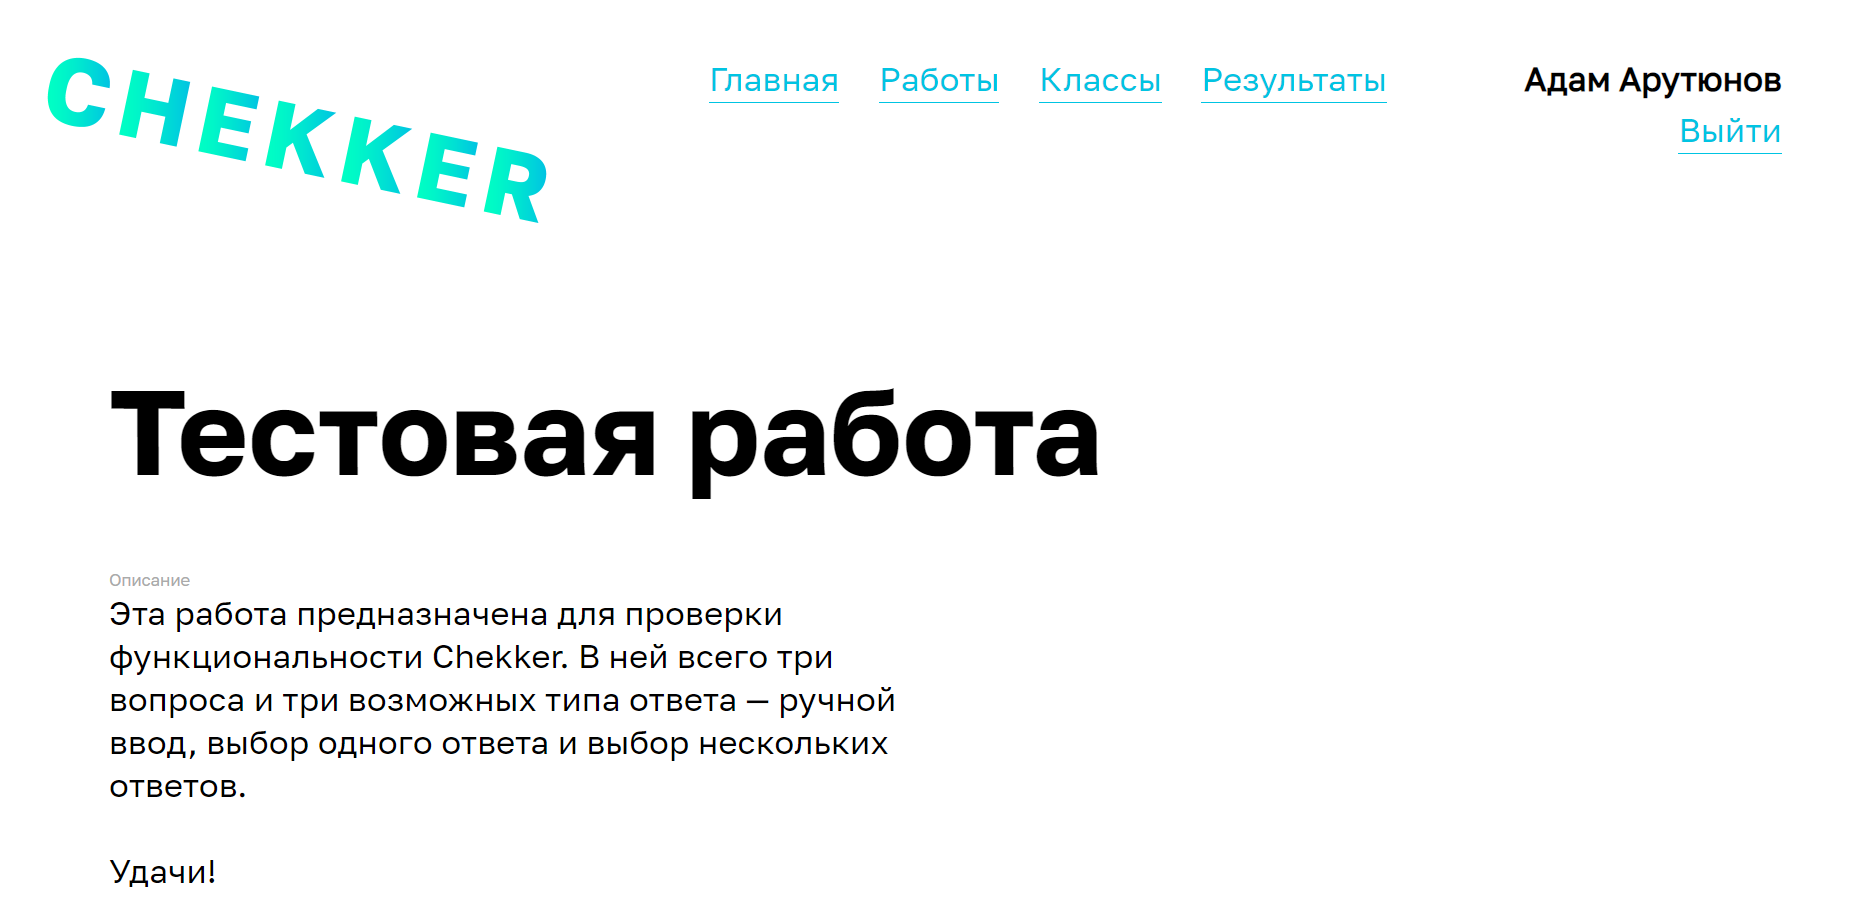 CHEKKER
Главная Работы Классы Результаты
Адам Арутюнов
Выйти
Тестовая работа
Описание
Эта работа предназначена для проверки
функциональности Chekker. В ней всего три
вопроса и три возможных типа ответа — ручной
ввод, выбор одного ответа и выбор нескольких
ответов.
Удачи!